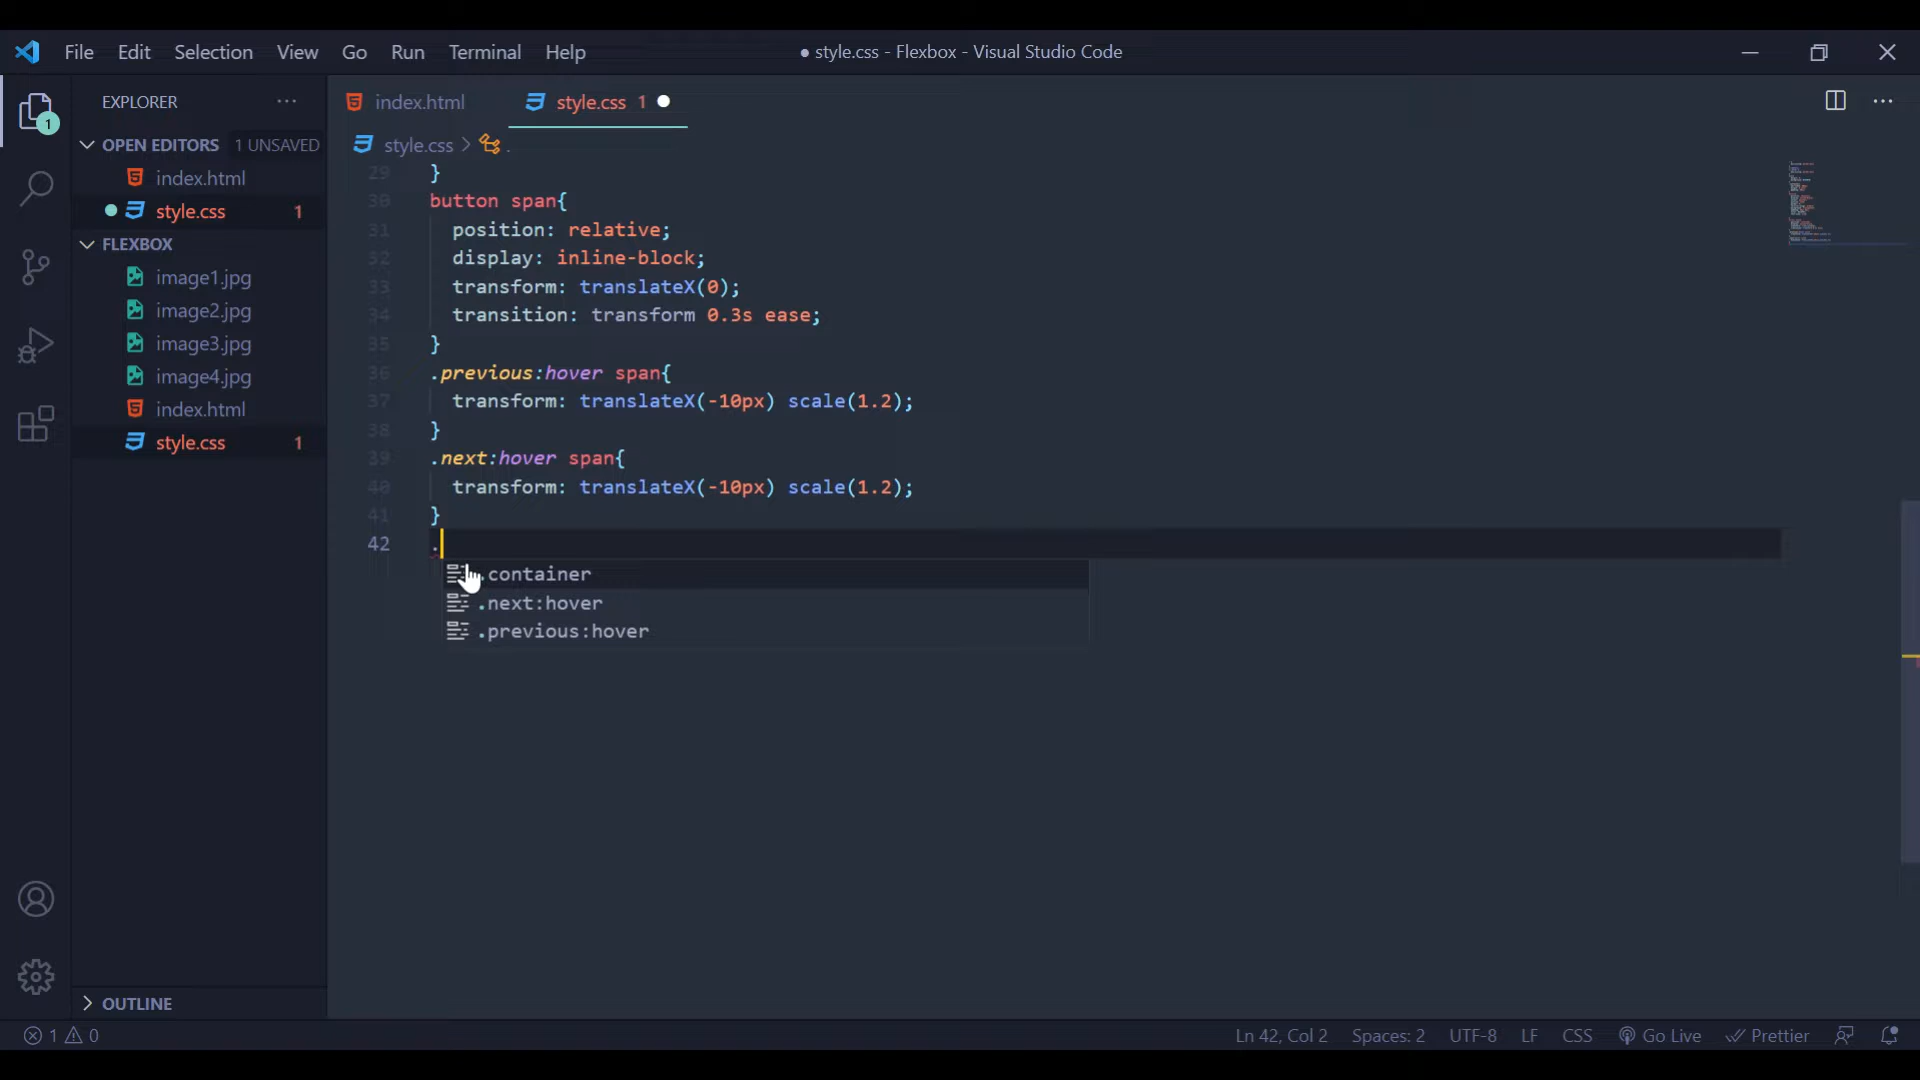 File Edit Selection View Go Run Terminal Help
● style.css - Flexbox - Visual Studio Code
EXPLORER
OPEN EDITORS 1 UNSAVED
index.html
style.css 1
FLEXBOX
image1.jpg
image2.jpg
image3.jpg
image4.jpg
index.html
style.css 1
OUTLINE
1
index.html
style.css 1
style.css > .
29 }
30 button span{
31 position: relative;
32 display: inline-block;
33 transform: translateX(0);
34 transition: transform 0.3s ease;
35 }
36 .previous:hover span{
37 transform: translateX(-10px) scale(1.2);
38 }
39 .next:hover span{
40 transform: translateX(-10px) scale(1.2);
41 }
42 .
.container
.next:hover
.previous:hover
1 0
Ln 42, Col 2 Spaces: 2 UTF-8 LF CSS Go Live Prettier